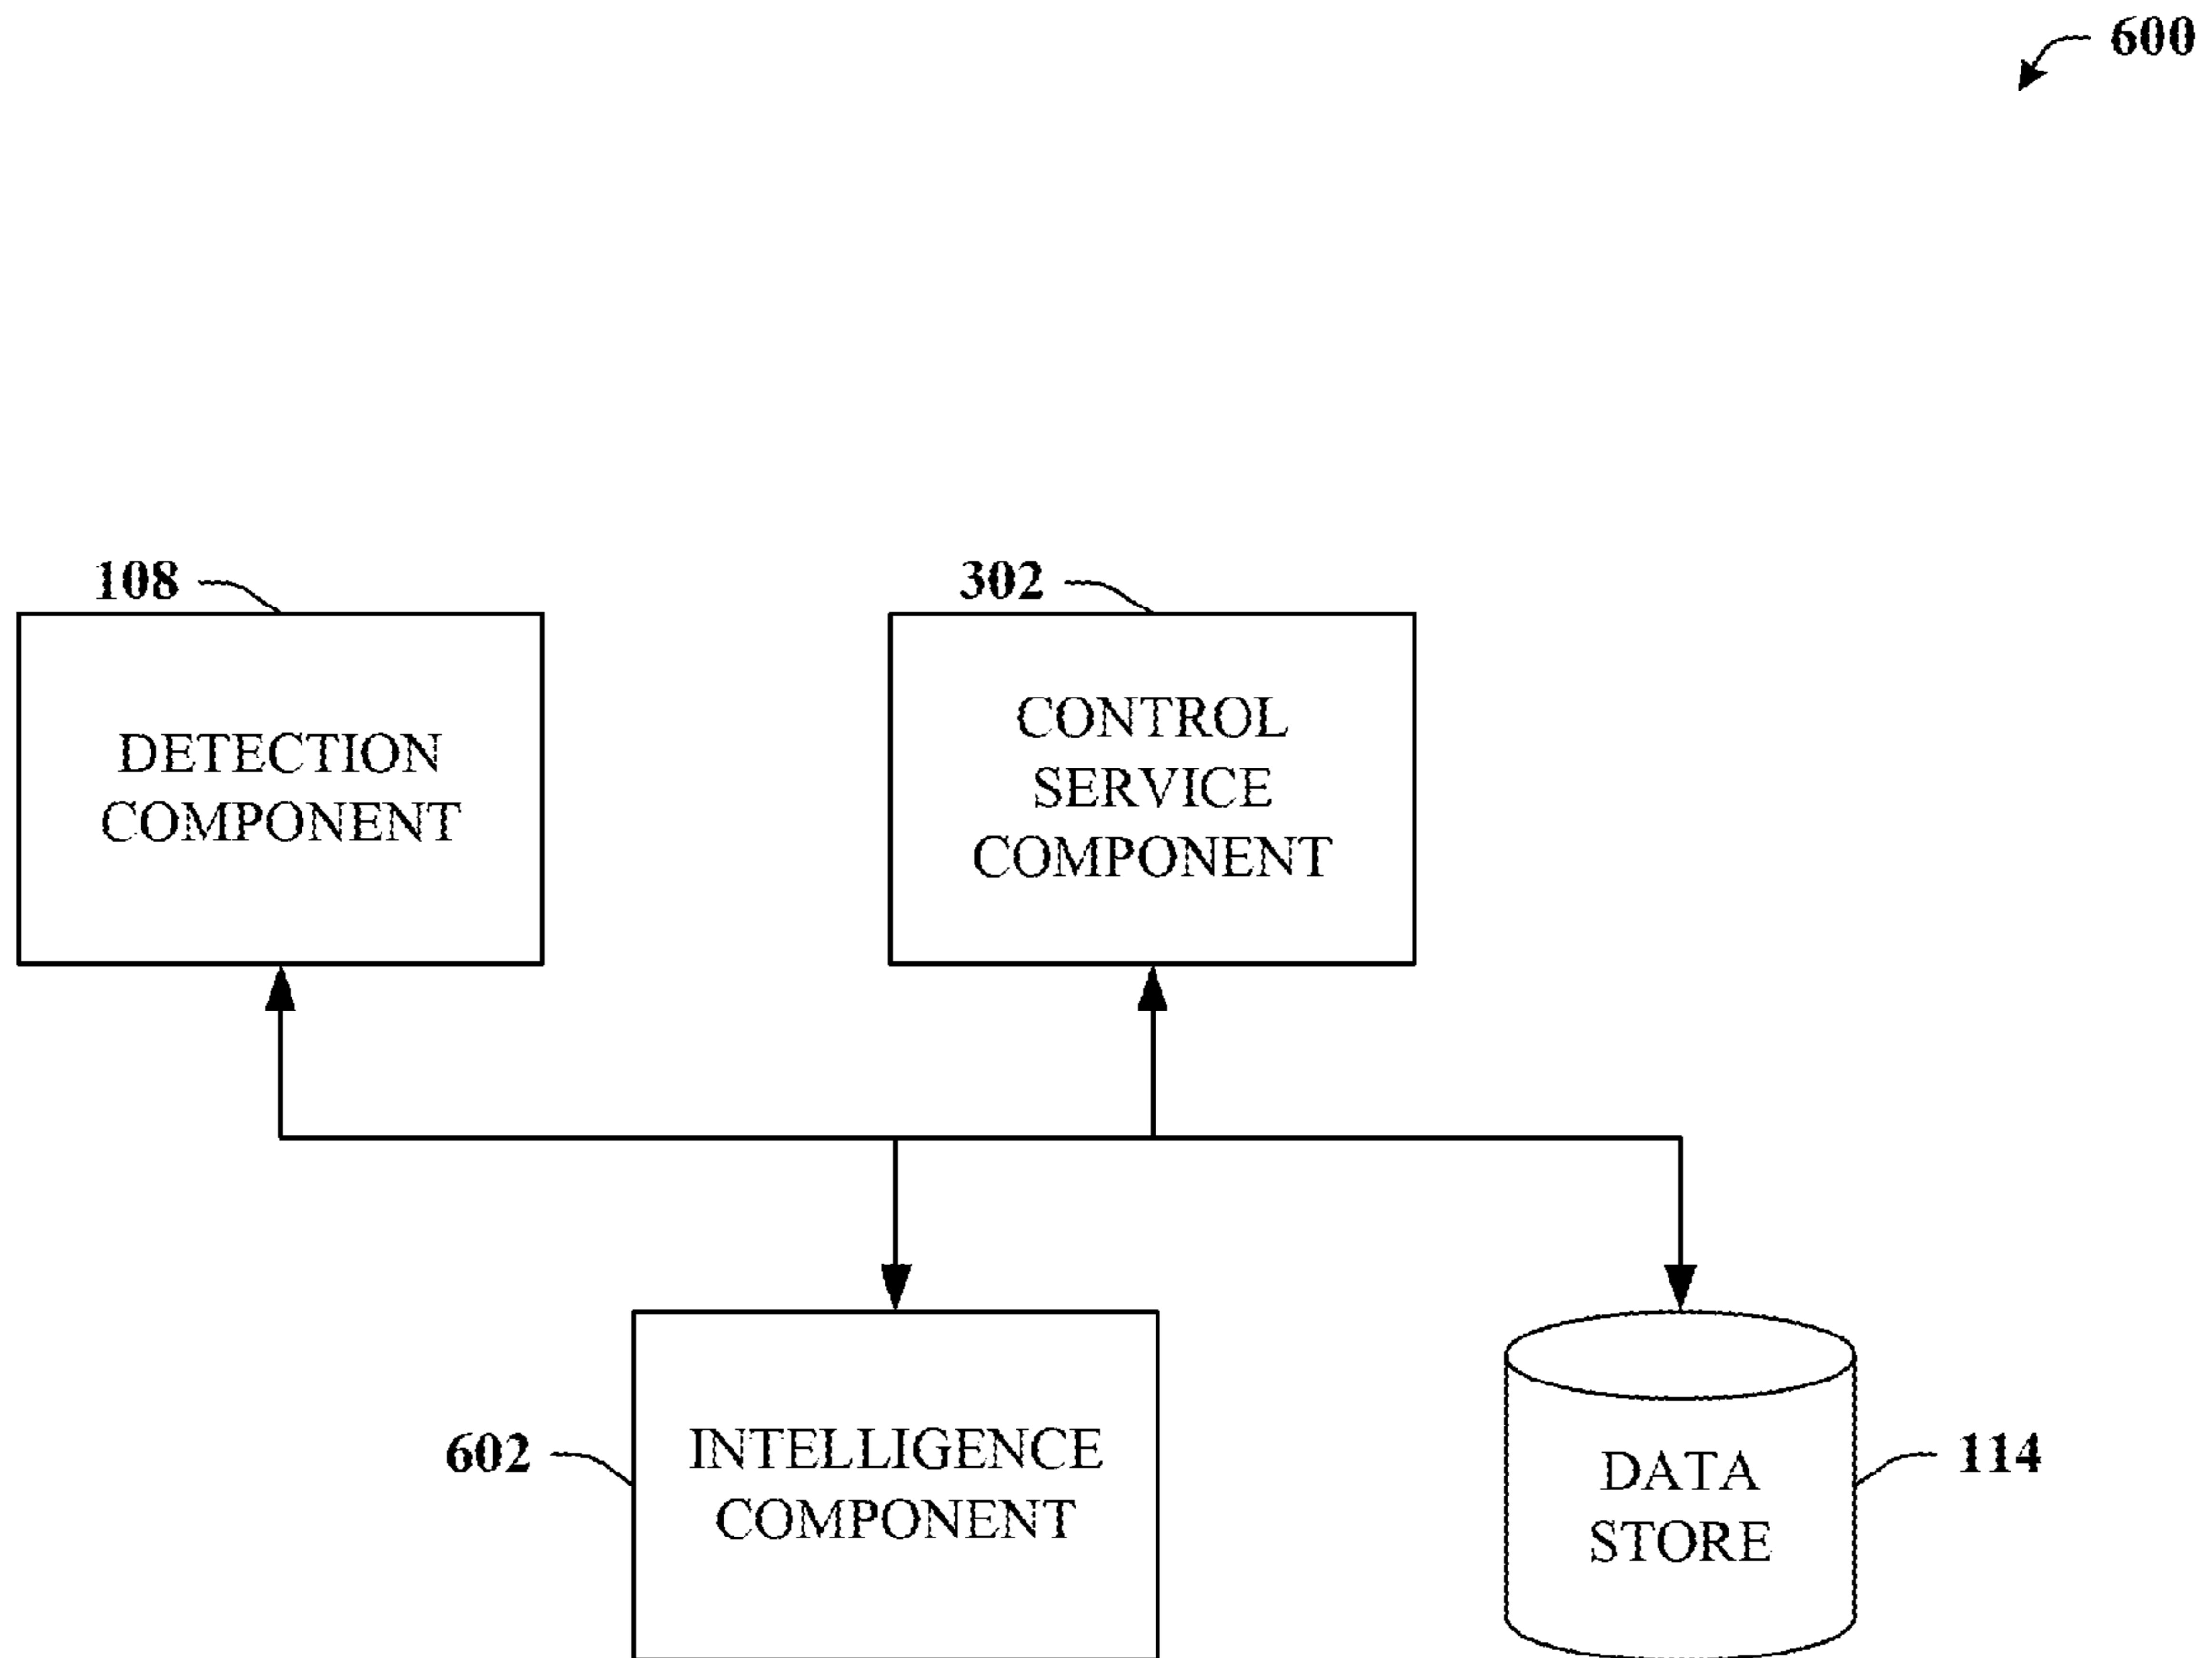 600
108
302
DETECTION
COMPONENT
CONTROL
SERVICE
COMPONENT
602
INTELLIGENCE
COMPONENT
DATA
STORE
114